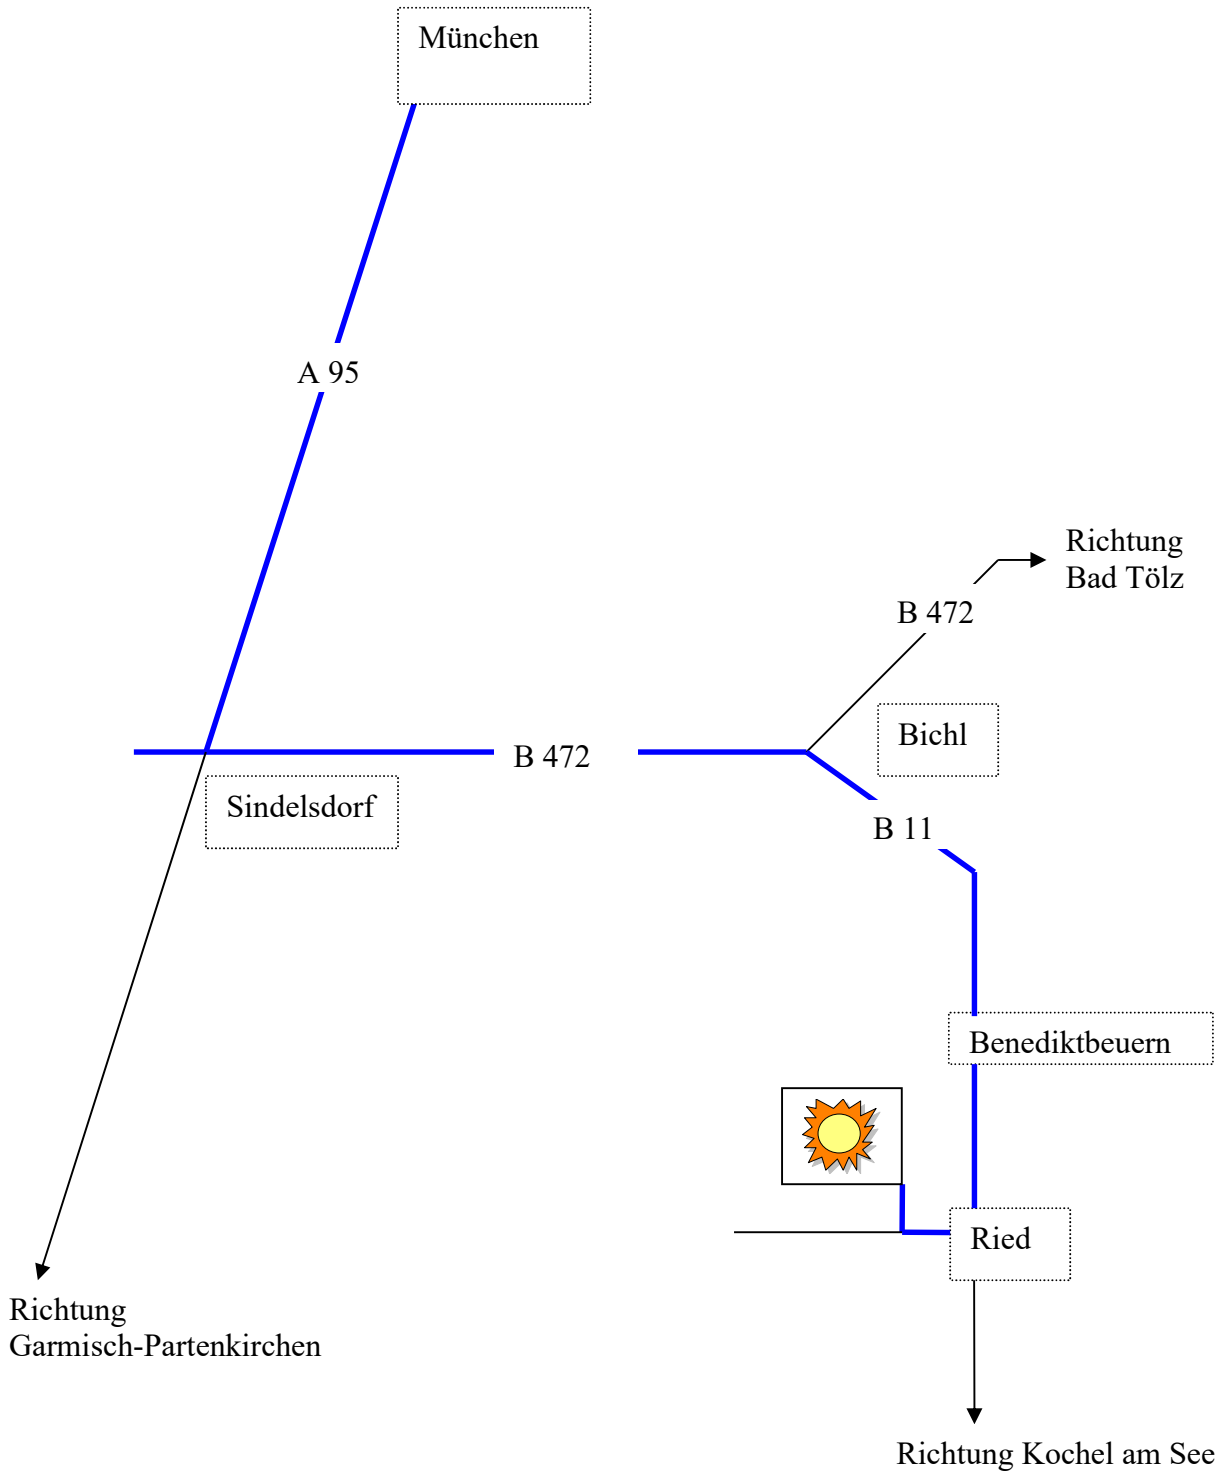 München
A 95
Richtung
Bad Tölz
B 472
Bichl
B 472
Sindelsdorf
B 11
Benediktbeuern
Ried
Richtung
Garmisch-Partenkirchen
Richtung Kochel am See